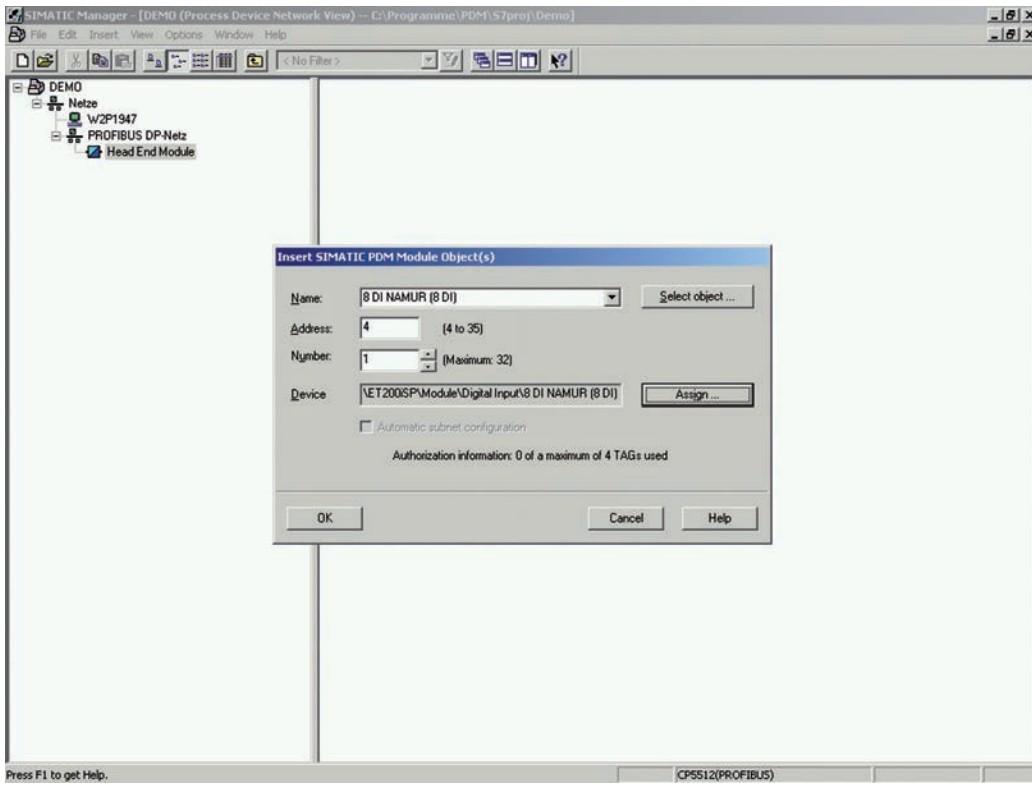 SIMATIC Manager - [DEMO (Process Device Network View) -- C:\Programme\PDM\S7proj\Demo]
File Edit Insert View Options Window Help
< No Filter >
DEMO
Netze
W2P1947
PROFIBUS DP-Netz
Head End Module
Insert SIMATIC PDM Module Object(s)
Name: 8 DI NAMUR (8 DI) Select object ...
Address: 4 (4 to 35)
Number: 1 (Maximum: 32)
Device \ET200iSP\Module\Digital Input\8 DI NAMUR (8 DI) Assign ...
Automatic subnet configuration
Authorization information: 0 of a maximum of 4 TAGs used
OK Cancel Help
Press F1 to get Help. CP5512(PROFIBUS)